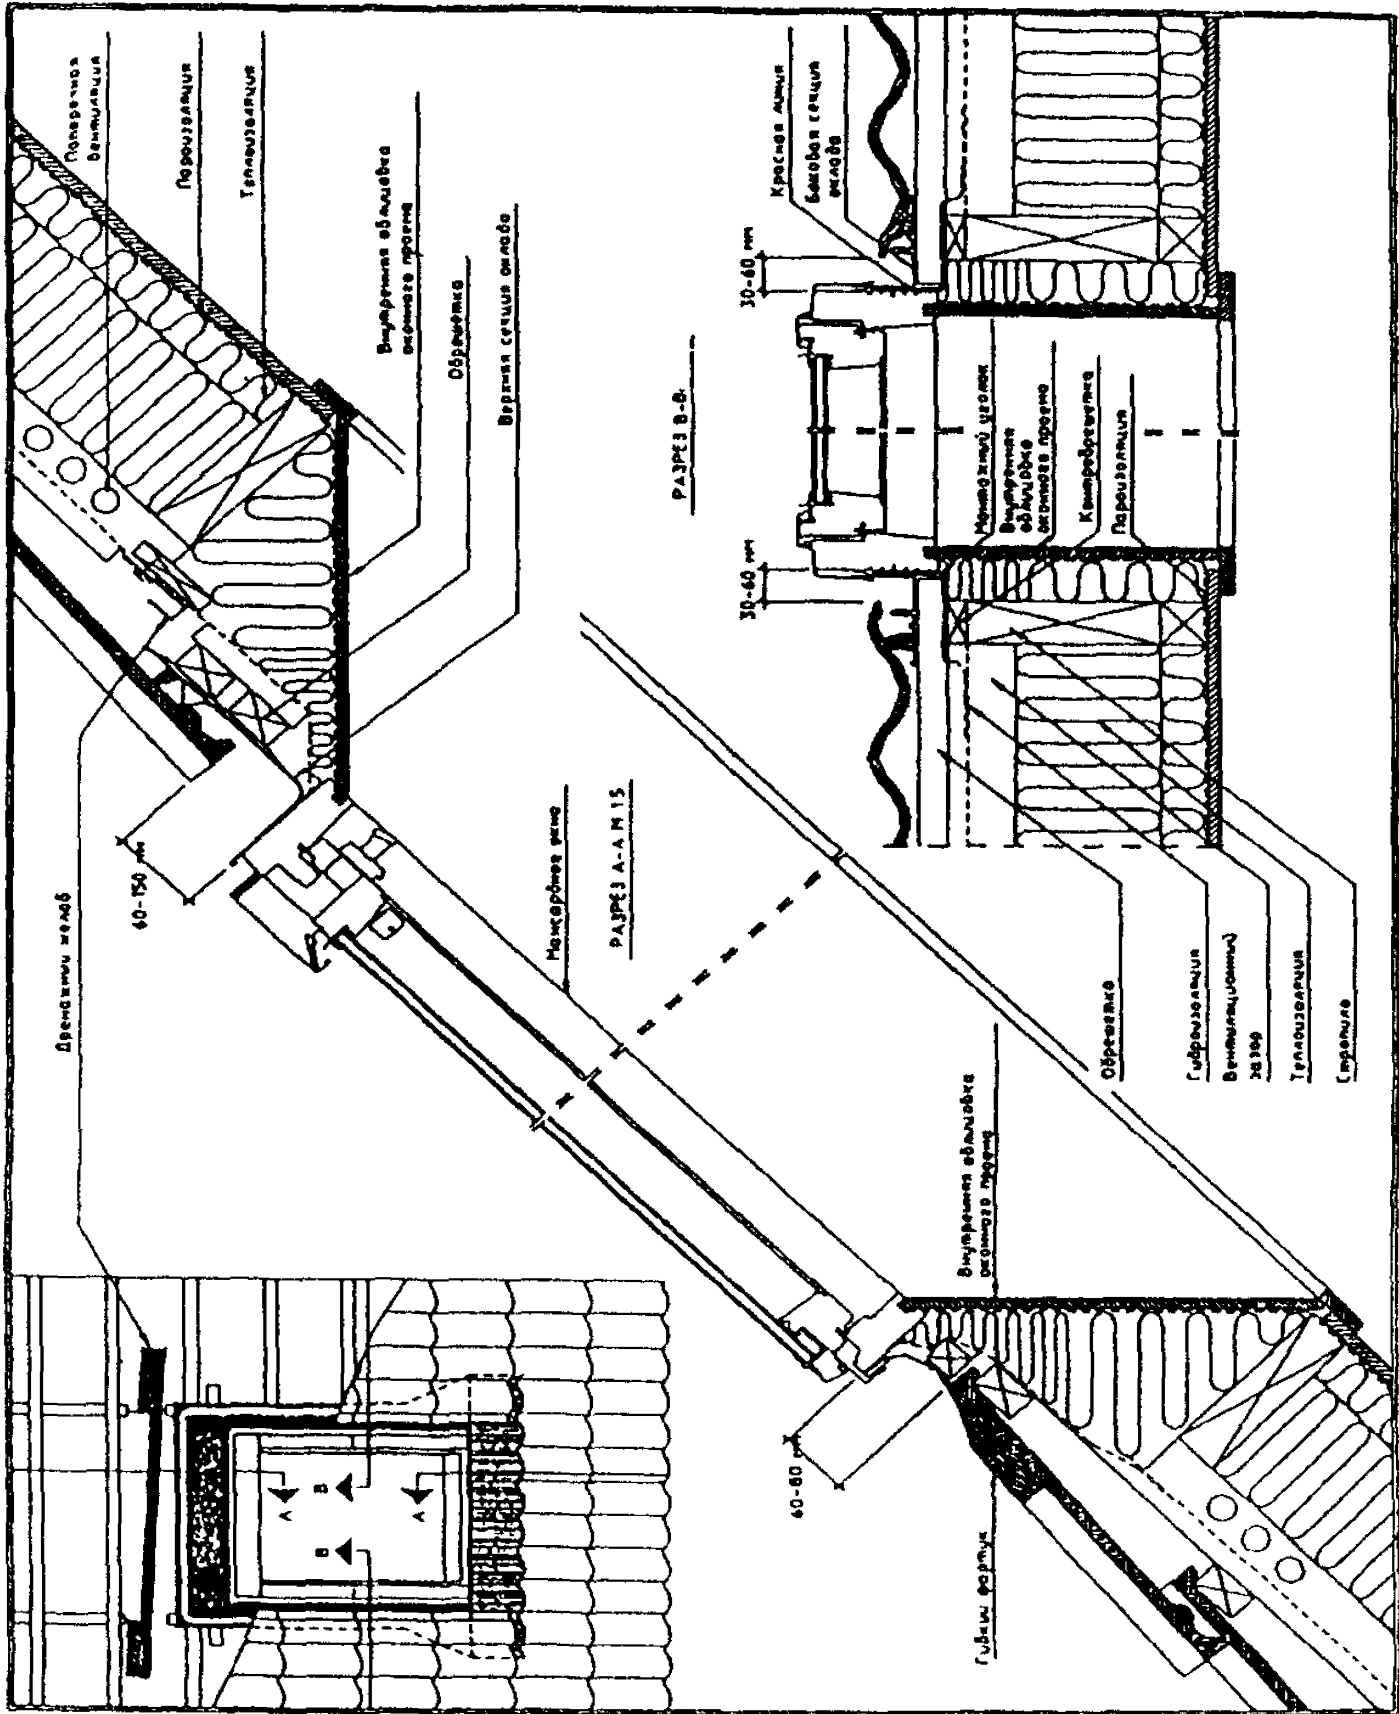 Поперечная
вентиляция
Пароизоляция
Теплоизоляция
Внутренняя облицовка
оконного проема
Обрешетка
Верхняя секция оклада
Дренажный желоб
60-150 мм
Мансардное окно
РАЗРЕЗ А-А М 1:5
Красная линия
Боковая секция
оклада
30-60 мм
30-60 мм
РАЗРЕЗ В-В
Монтажный уголок
Внутренняя
облицовка
оконного проема
Контробрешетка
Пароизоляция
Обрешетка
Гидроизоляция
Вентиляционный
зазор
Теплоизоляция
Стропило
Внутренняя облицовка
оконного проема
60-80 мм
Гибкий фартук
А
А
В
В